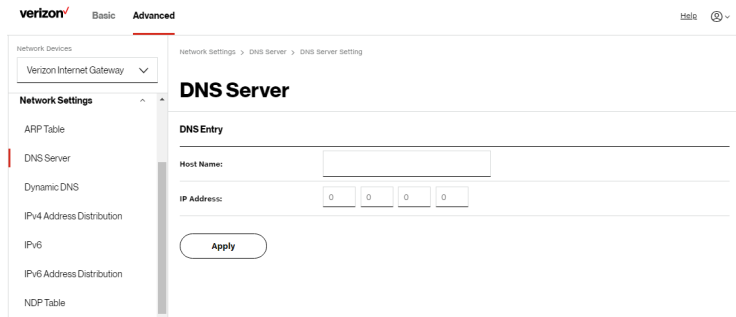 verizon✓ Basic Advanced Help
Network Devices
Verizon Internet Gateway
Network Settings
ARP Table
DNS Server
Dynamic DNS
IPv4 Address Distribution
IPv6
IPv6 Address Distribution
NDP Table
Network Settings > DNS Server > DNS Server Setting
DNS Server
DNS Entry
Host Name:
IP Address: 0 0 0 0
Apply